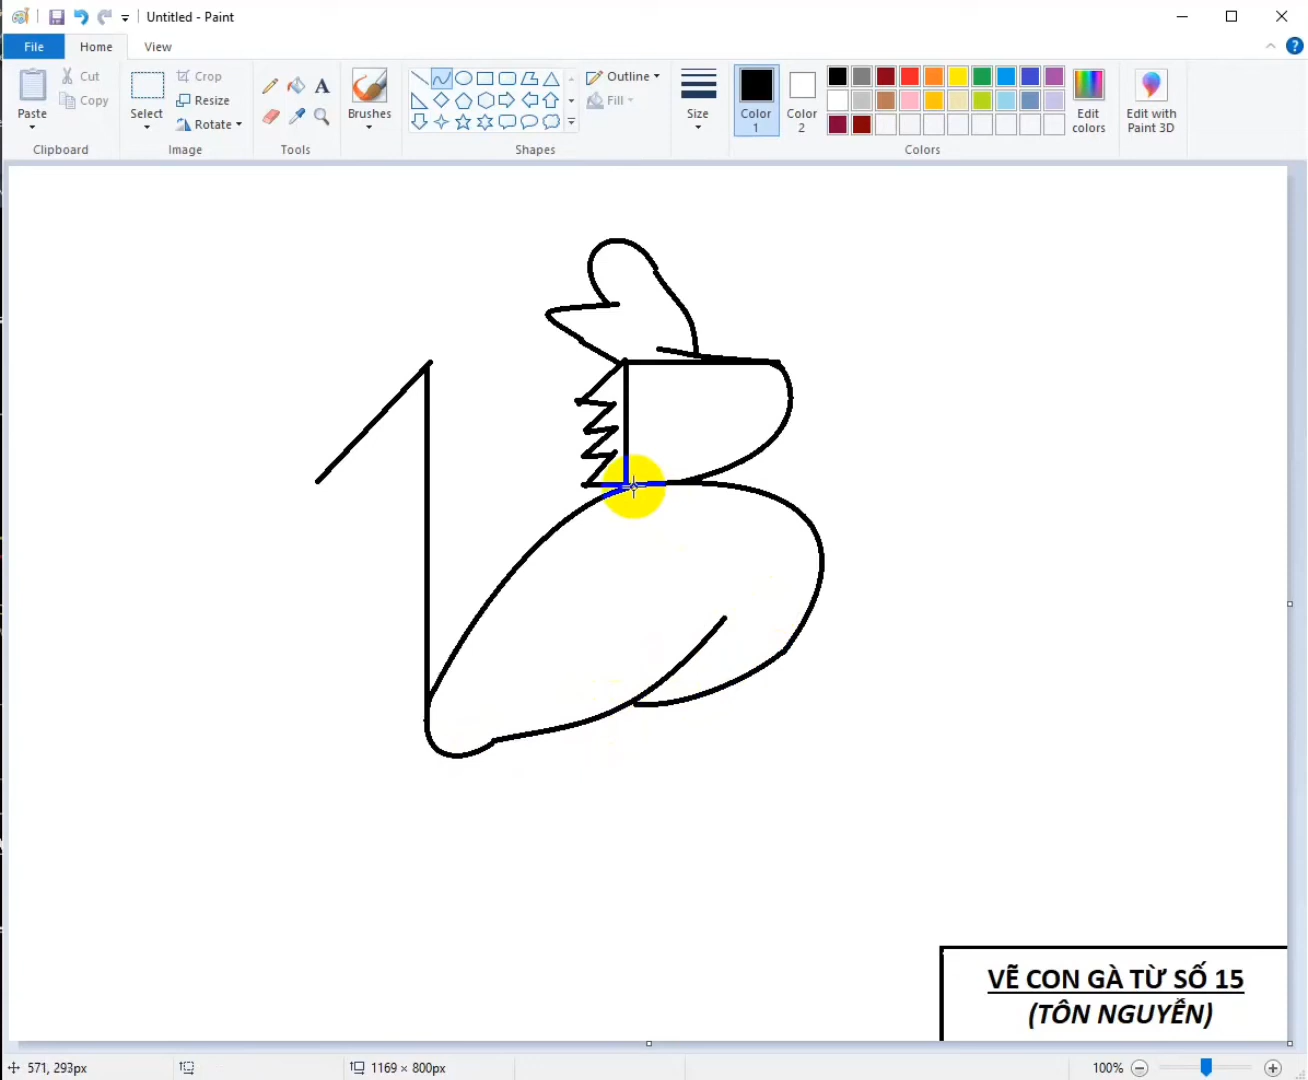 Untitled - Paint
File Home View
Paste
Cut
Copy
Clipboard
Select
Crop
Resize
Rotate
Image
A
Tools
Brushes
Outline
Fill
Shapes
Size
Color 1
Color 2
Edit colors
Colors
Edit with Paint 3D
VẼ CON GÀ TỪ SỐ 15
(TÔN NGUYỄN)
571, 293px
1169 × 800px
100%